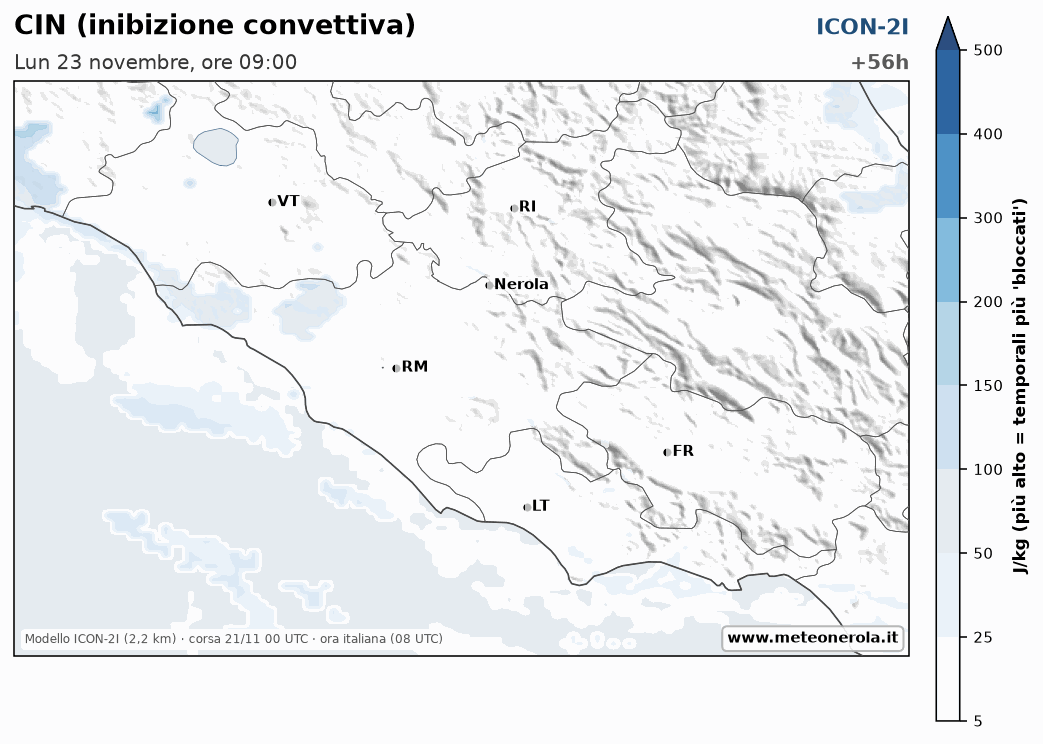 CIN (inibizione convettiva)
ICON-2I
Lun 23 novembre, ore 09:00
+56h
VT
RI
Nerola
RM
FR
LT
Modello ICON-2I (2,2 km) · corsa 21/11 00 UTC · ora italiana (08 UTC)
www.meteonerola.it
500
400
300
200
150
100
50
25
5
J/kg (più alto = temporali più 'bloccati')